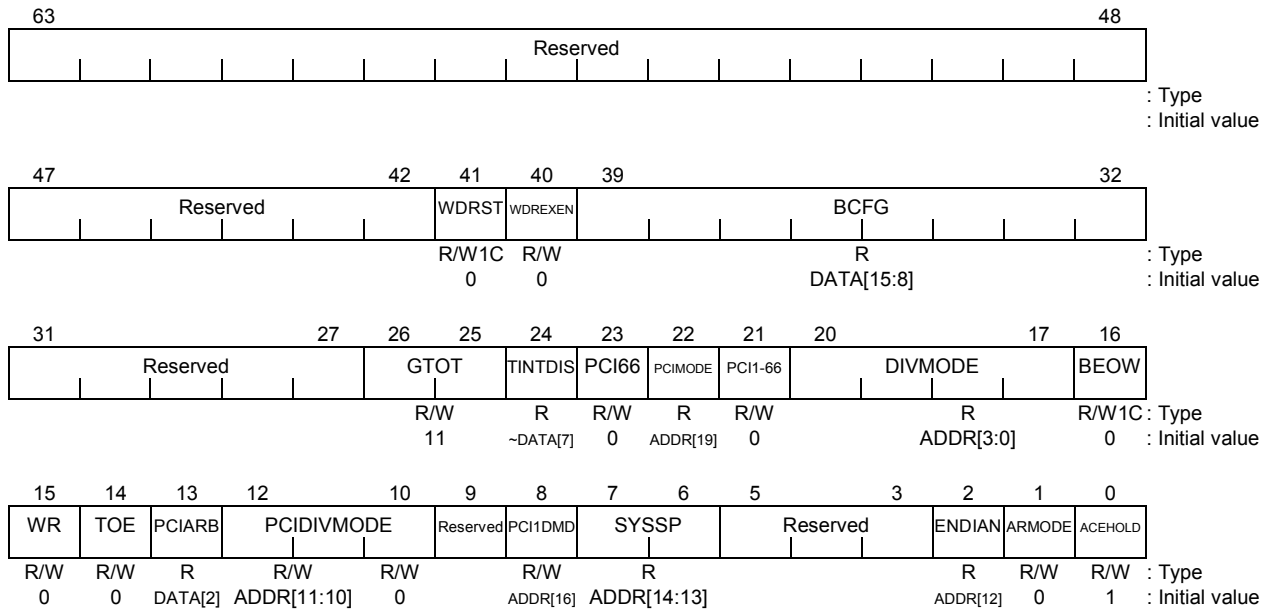 63 48
Reserved
: Type
: Initial value
47 42 41 40 39 32
Reserved WDRST WDREXEN BCFG
R/W1C R/W R : Type
0 0 DATA[15:8] : Initial value
31 27 26 25 24 23 22 21 20 17 16
Reserved GTOT TINTDIS PCI66 PCIMODE PCI1-66 DIVMODE BEOW
R/W R R/W R R/W R R/W1C : Type
11 ~DATA[7] 0 ADDR[19] 0 ADDR[3:0] 0 : Initial value
15 14 13 12 10 9 8 7 6 5 3 2 1 0
WR TOE PCIARB PCIDIVMODE Reserved PCI1DMD SYSSP Reserved ENDIAN ARMODE ACEHOLD
R/W R/W R R/W R/W R/W R R R/W R/W : Type
0 0 DATA[2] ADDR[11:10] 0 ADDR[16] ADDR[14:13] ADDR[12] 0 1 : Initial value